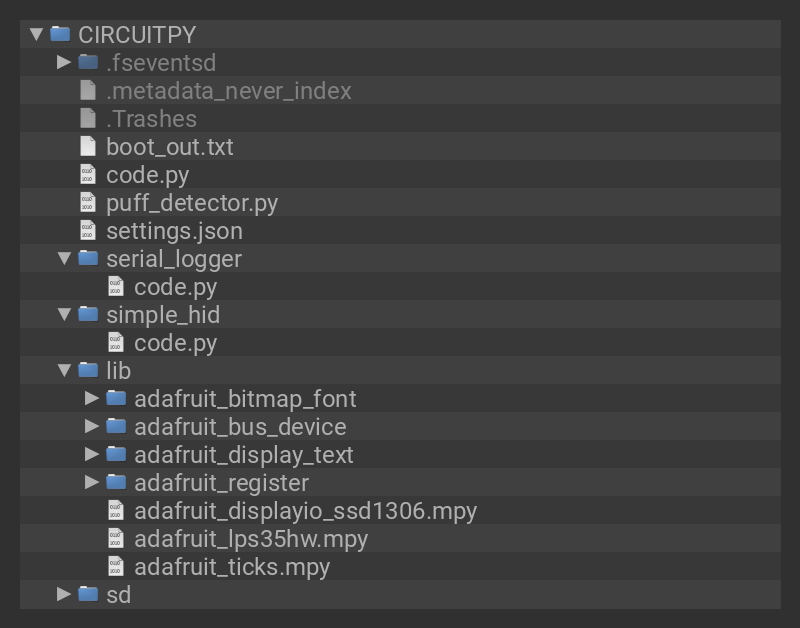 CIRCUITPY
.fseventsd
.metadata_never_index
.Trashes
boot_out.txt
code.py
puff_detector.py
settings.json
serial_logger
code.py
simple_hid
code.py
lib
adafruit_bitmap_font
adafruit_bus_device
adafruit_display_text
adafruit_register
adafruit_displayio_ssd1306.mpy
adafruit_lps35hw.mpy
adafruit_ticks.mpy
sd